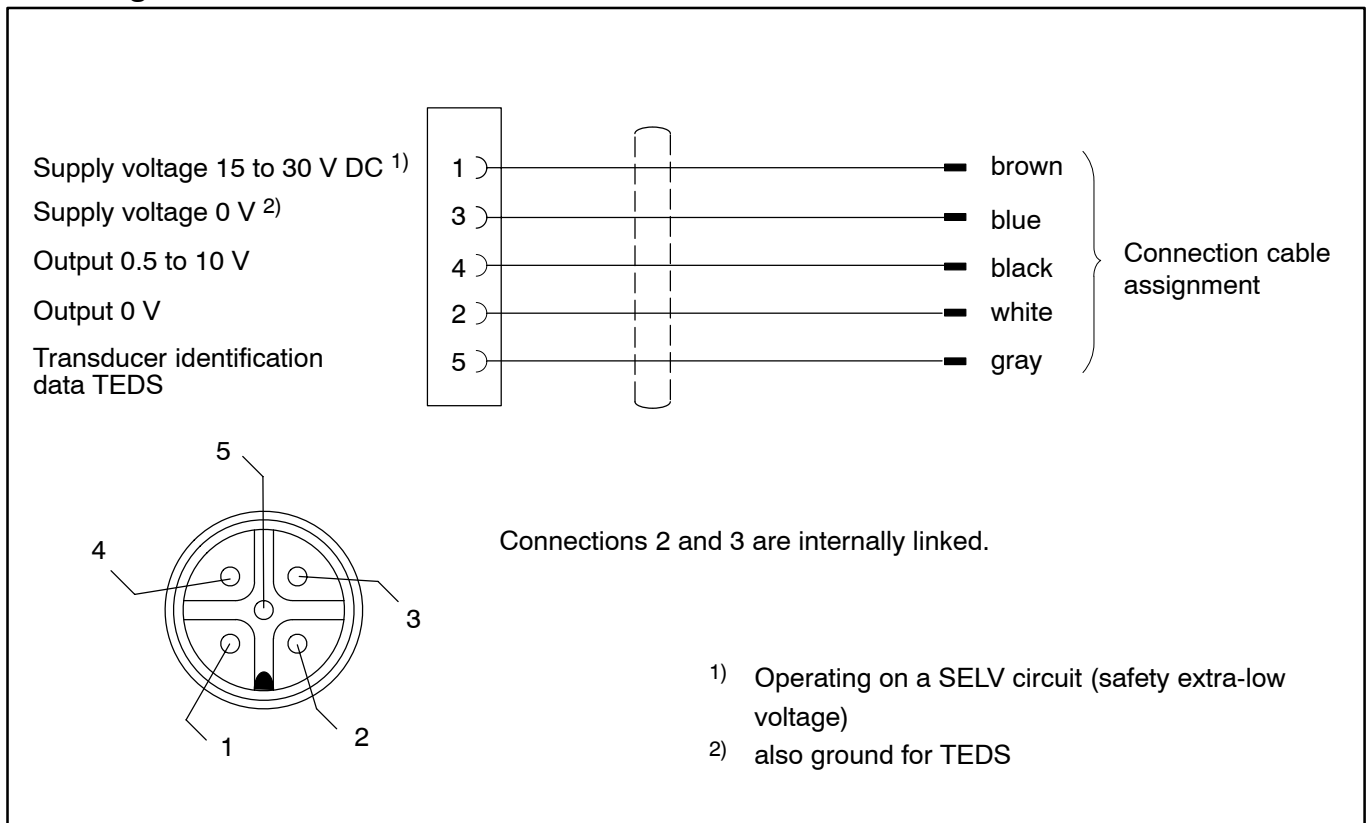 Supply voltage 15 to 30 V DC 1)
1
brown
Supply voltage 0 V 2)
3
blue
Output 0.5 to 10 V
4
black
Output 0 V
2
white
Transducer identification
data TEDS
5
gray
Connection cable
assignment
5
4
3
1
2
Connections 2 and 3 are internally linked.
1) Operating on a SELV circuit (safety extra-low
voltage)
2) also ground for TEDS